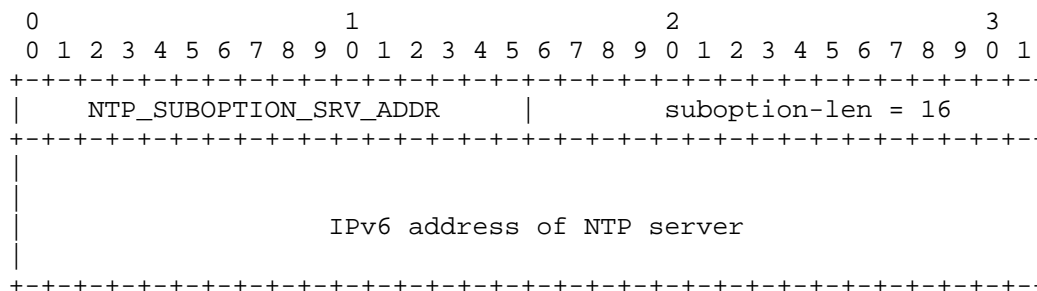 0                   1                   2                   3
 0 1 2 3 4 5 6 7 8 9 0 1 2 3 4 5 6 7 8 9 0 1 2 3 4 5 6 7 8 9 0 1
+-+-+-+-+-+-+-+-+-+-+-+-+-+-+-+-+-+-+-+-+-+-+-+-+-+-+-+-+-+-+-+-
|    NTP_SUBOPTION_SRV_ADDR     |        suboption-len = 16
+-+-+-+-+-+-+-+-+-+-+-+-+-+-+-+-+-+-+-+-+-+-+-+-+-+-+-+-+-+-+-+-
|
|
|                   IPv6 address of NTP server
|
+-+-+-+-+-+-+-+-+-+-+-+-+-+-+-+-+-+-+-+-+-+-+-+-+-+-+-+-+-+-+-+-